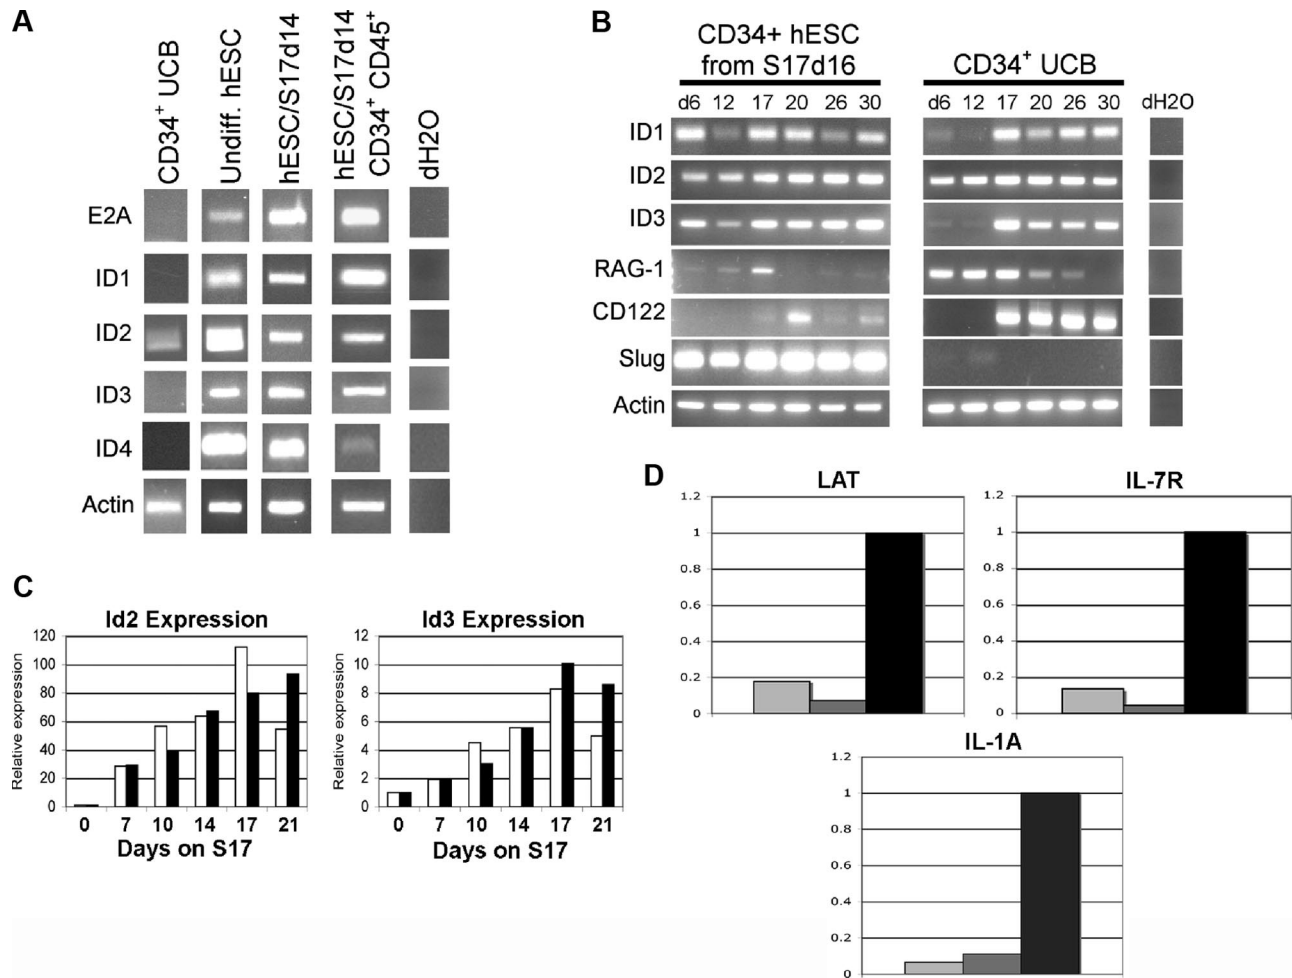 A
CD34+ UCB
Undiff. hESC
hESC/S17d14
hESC/S17d14
CD34+ CD45+
dH2O
E2A
ID1
ID2
ID3
ID4
Actin
B
CD34+ hESC
from S17d16
CD34+ UCB
d6 12 17 20 26 30
d6 12 17 20 26 30
dH2O
ID1
ID2
ID3
RAG-1
CD122
Slug
Actin
C
Id2 Expression
Relative expression
120
100
80
60
40
20
0
0 7 10 14 17 21
Days on S17
Id3 Expression
Relative expression
12
10
8
6
4
2
0
0 7 10 14 17 21
Days on S17
D
LAT
1.2
1
0.8
0.6
0.4
0.2
0
IL-7R
1.2
1
0.8
0.6
0.4
0.2
0
IL-1A
1.2
1
0.8
0.6
0.4
0.2
0